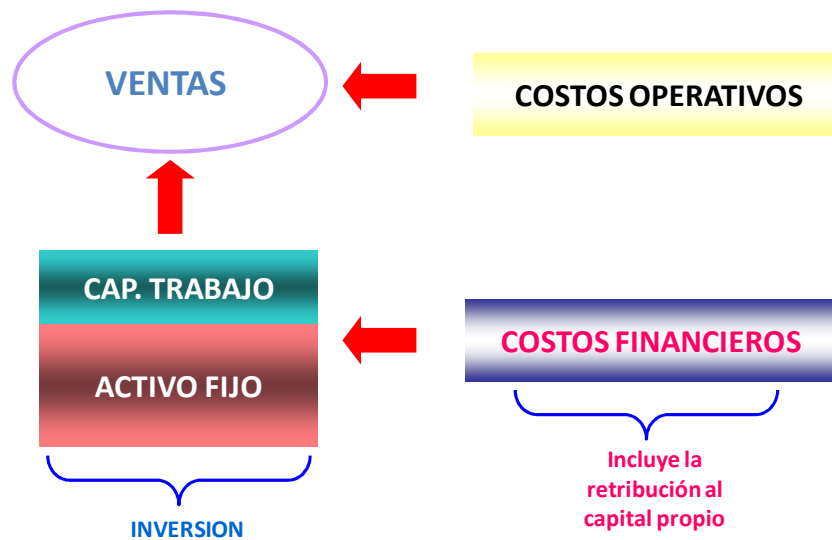 VENTAS
COSTOS OPERATIVOS
CAP. TRABAJO
ACTIVO FIJO
COSTOS FINANCIEROS
INVERSION
Incluye la
retribución al
capital propio